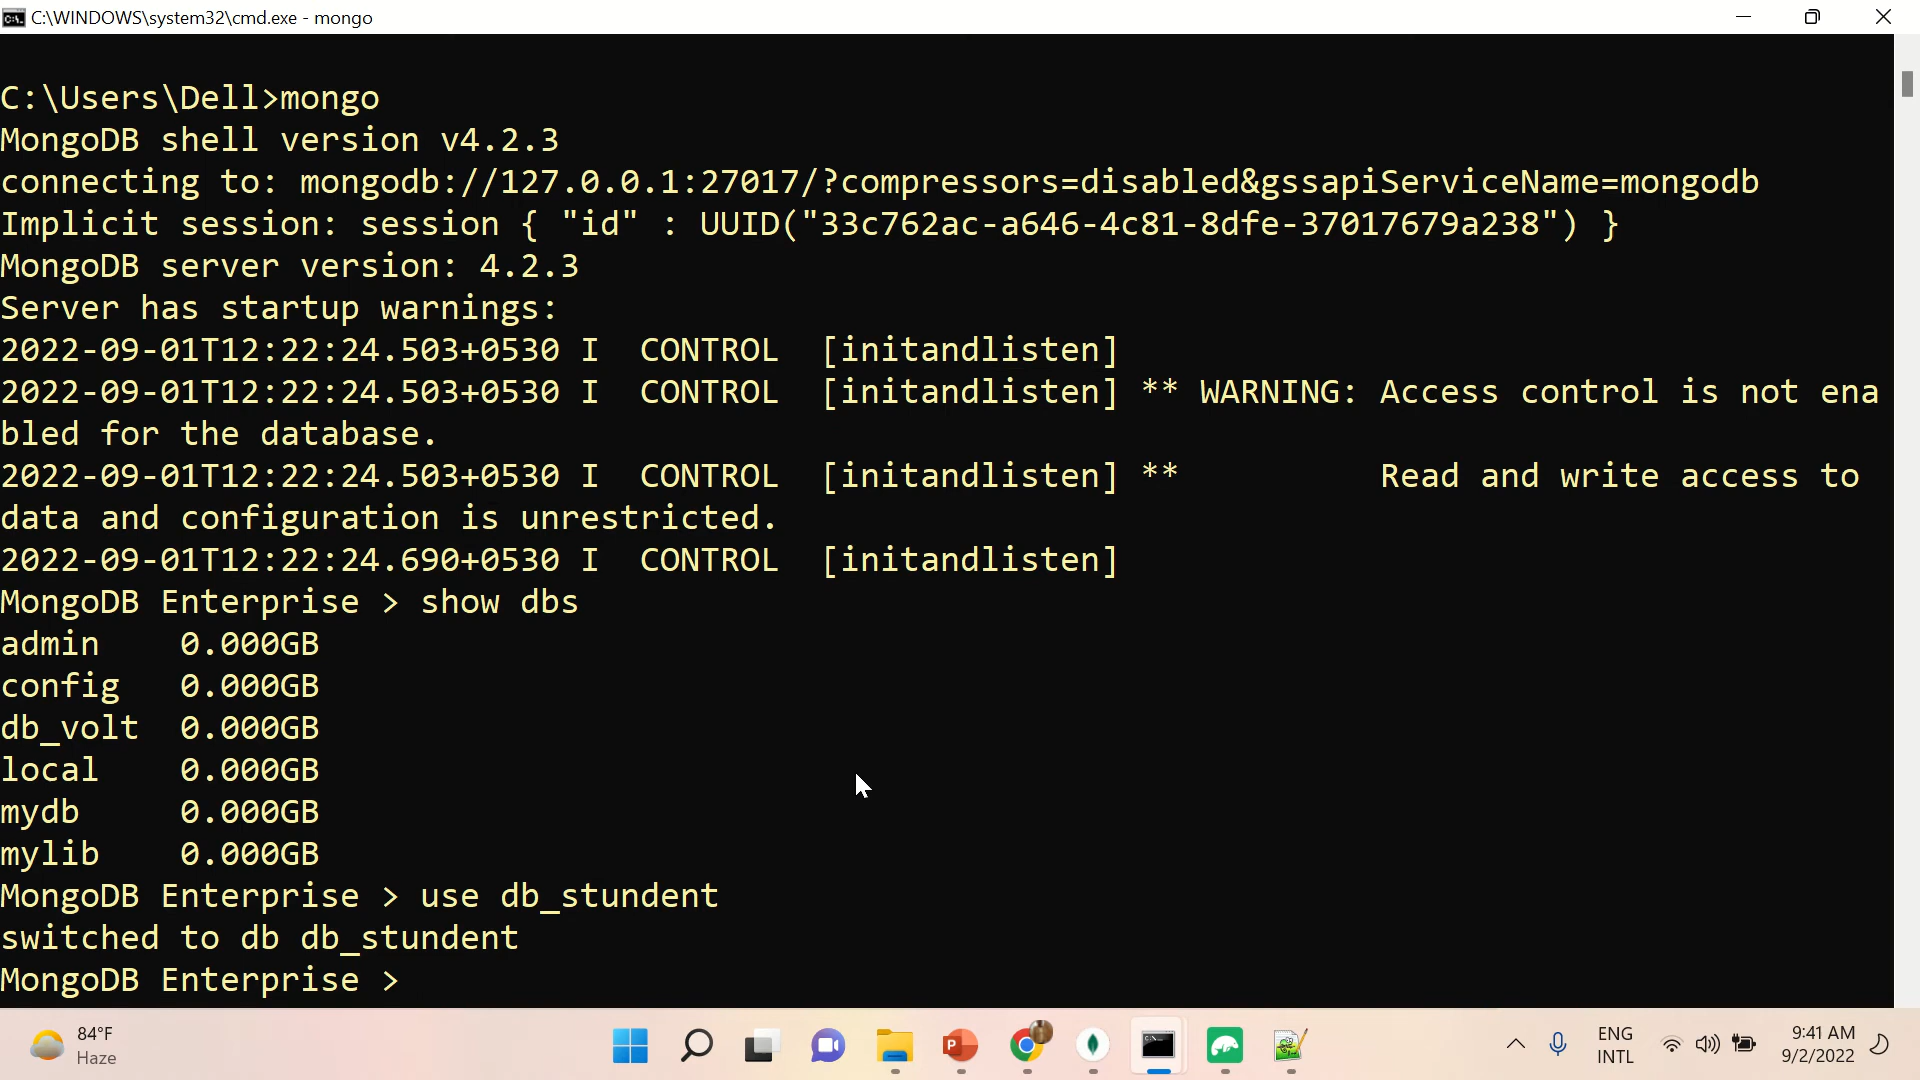 C:\WINDOWS\system32\cmd.exe - mongo
C:\Users\Dell>mongo
MongoDB shell version v4.2.3
connecting to: mongodb://127.0.0.1:27017/?compressors=disabled&gssapiServiceName=mongodb
Implicit session: session { "id" : UUID("33c762ac-a646-4c81-8dfe-37017679a238") }
MongoDB server version: 4.2.3
Server has startup warnings:
2022-09-01T12:22:24.503+0530 I  CONTROL  [initandlisten]
2022-09-01T12:22:24.503+0530 I  CONTROL  [initandlisten] ** WARNING: Access control is not ena
bled for the database.
2022-09-01T12:22:24.503+0530 I  CONTROL  [initandlisten] **          Read and write access to
data and configuration is unrestricted.
2022-09-01T12:22:24.690+0530 I  CONTROL  [initandlisten]
MongoDB Enterprise > show dbs
admin    0.000GB
config   0.000GB
db_volt  0.000GB
local    0.000GB
mydb     0.000GB
mylib    0.000GB
MongoDB Enterprise > use db_stundent
switched to db db_stundent
MongoDB Enterprise >
84°F
Haze
ENG
INTL
9:41 AM
9/2/2022